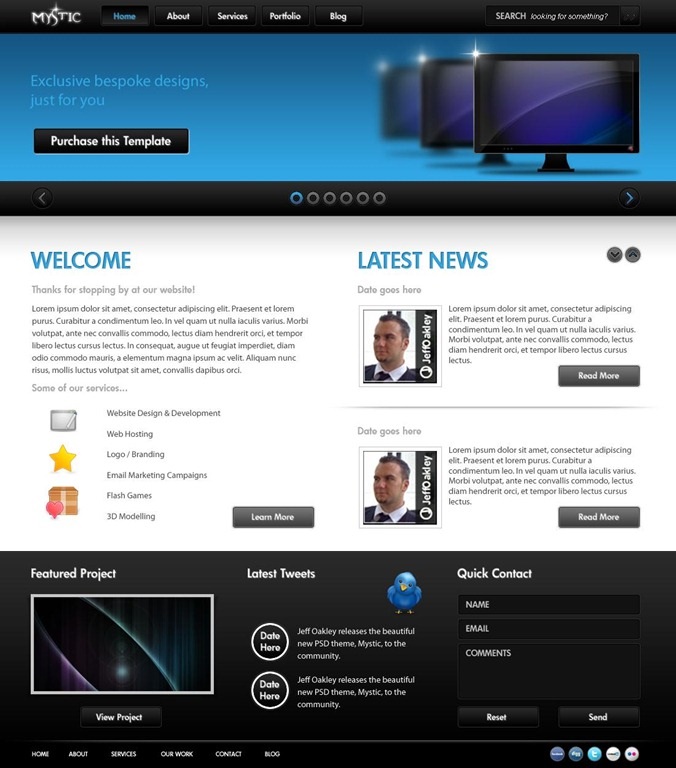 MYSTIC
Home About Services Portfolio Blog
SEARCH looking for something?
Exclusive bespoke designs,
just for you
Purchase this Template
WELCOME
Thanks for stopping by at our website!
Lorem ipsum dolor sit amet, consectetur adipiscing elit. Praesent eu lorem
purus. Curabitur a condimentum leo. In vel quam ut nulla iaculis varius. Morbi
volutpat, ante nec convallis commodo, lectus diam hendrerit orci, et tempor
libero lectus cursus lectus. In consequat, augue ut feugiat imperdiet, diam
odio commodo mauris, a elementum magna ipsum ac velit. Aliquam nunc
risus, mollis luctus volutpat sit amet, convallis dapibus orci.
Some of our services...
Website Design & Development
Web Hosting
Logo / Branding
Email Marketing Campaigns
Flash Games
3D Modelling
Learn More
LATEST NEWS
Date goes here
JeffOakley
Lorem ipsum dolor sit amet, consectetur adipiscing elit.
Praesent eu lorem purus. Curabitur a
condimentum leo. In vel quam ut nulla iaculis varius.
Morbi volutpat, ante nec convallis commodo, lectus
diam hendrerit orci, et tempor libero lectus cursus
lectus.
Read More
Date goes here
JeffOakley
Lorem ipsum dolor sit amet, consectetur adipiscing elit.
Praesent eu lorem purus. Curabitur a
condimentum leo. In vel quam ut nulla iaculis varius.
Morbi volutpat, ante nec convallis commodo, lectus
diam hendrerit orci, et tempor libero lectus cursus
lectus.
Read More
Featured Project
View Project
Latest Tweets
Date
Here
Jeff Oakley releases the beautiful
new PSD theme, Mystic, to the
community.
Date
Here
Jeff Oakley releases the beautiful
new PSD theme, Mystic, to the
community.
Quick Contact
NAME
EMAIL
COMMENTS
Reset Send
HOME ABOUT SERVICES OUR WORK CONTACT BLOG